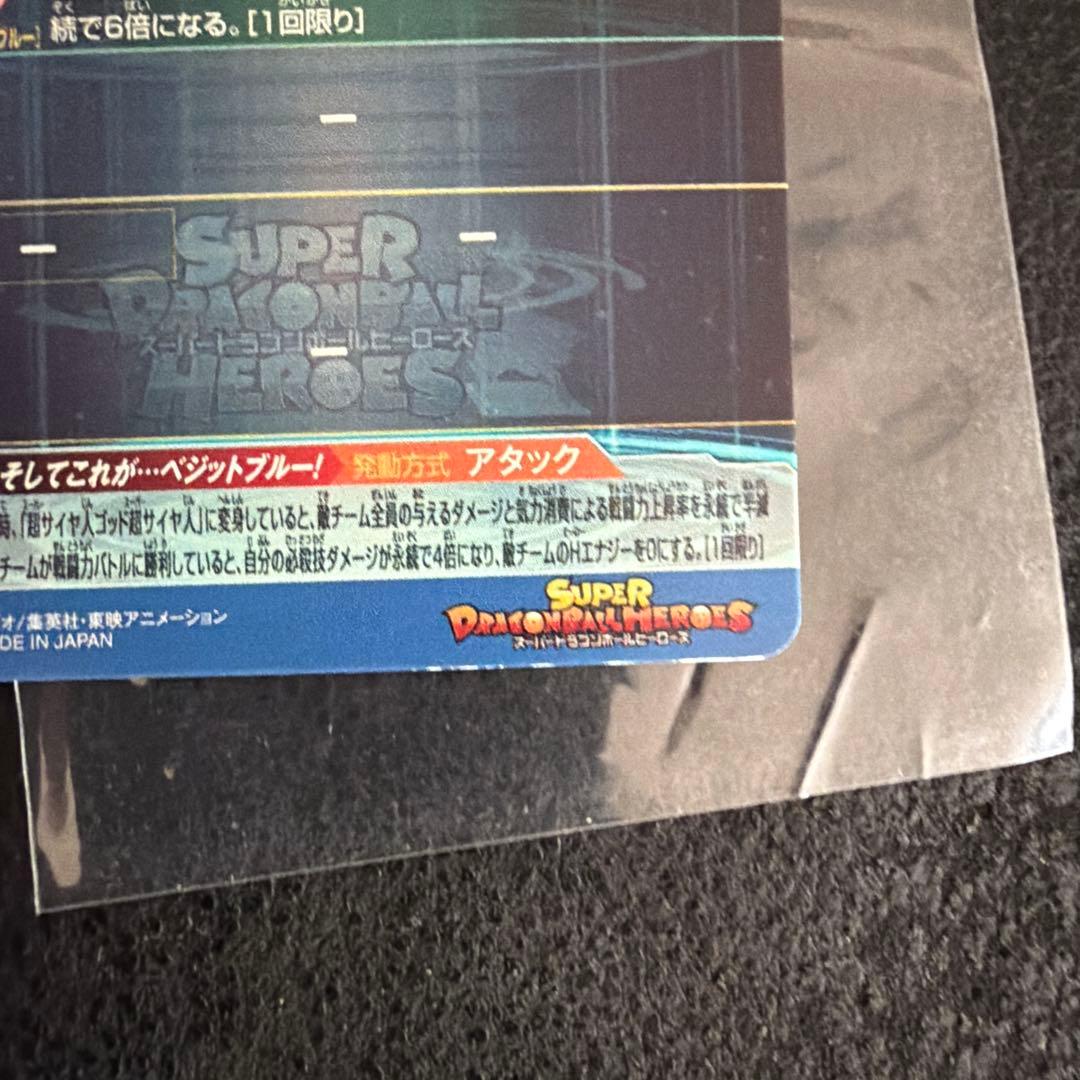 ブルー] 続で6倍になる。[1回限り]
SUPER
DRAGONBALL
スーパードラゴンボールヒーローズ
HEROES
そしてこれが…ベジットブルー! 発動方式 アタック
時、「超サイヤ人ゴッド超サイヤ人」に変身していると、敵チーム全員の与えるダメージと気力消費による戦闘力上昇率を永続で半減
チームが戦闘力バトルに勝利していると、自分の必殺技ダメージが永続で4倍になり、敵チームのHエナジーを0にする。[1回限り]
オ/集英社・東映アニメーション
DE IN JAPAN
SUPER
DRAGONBALL HEROES
スーパードラゴンボールヒーローズ